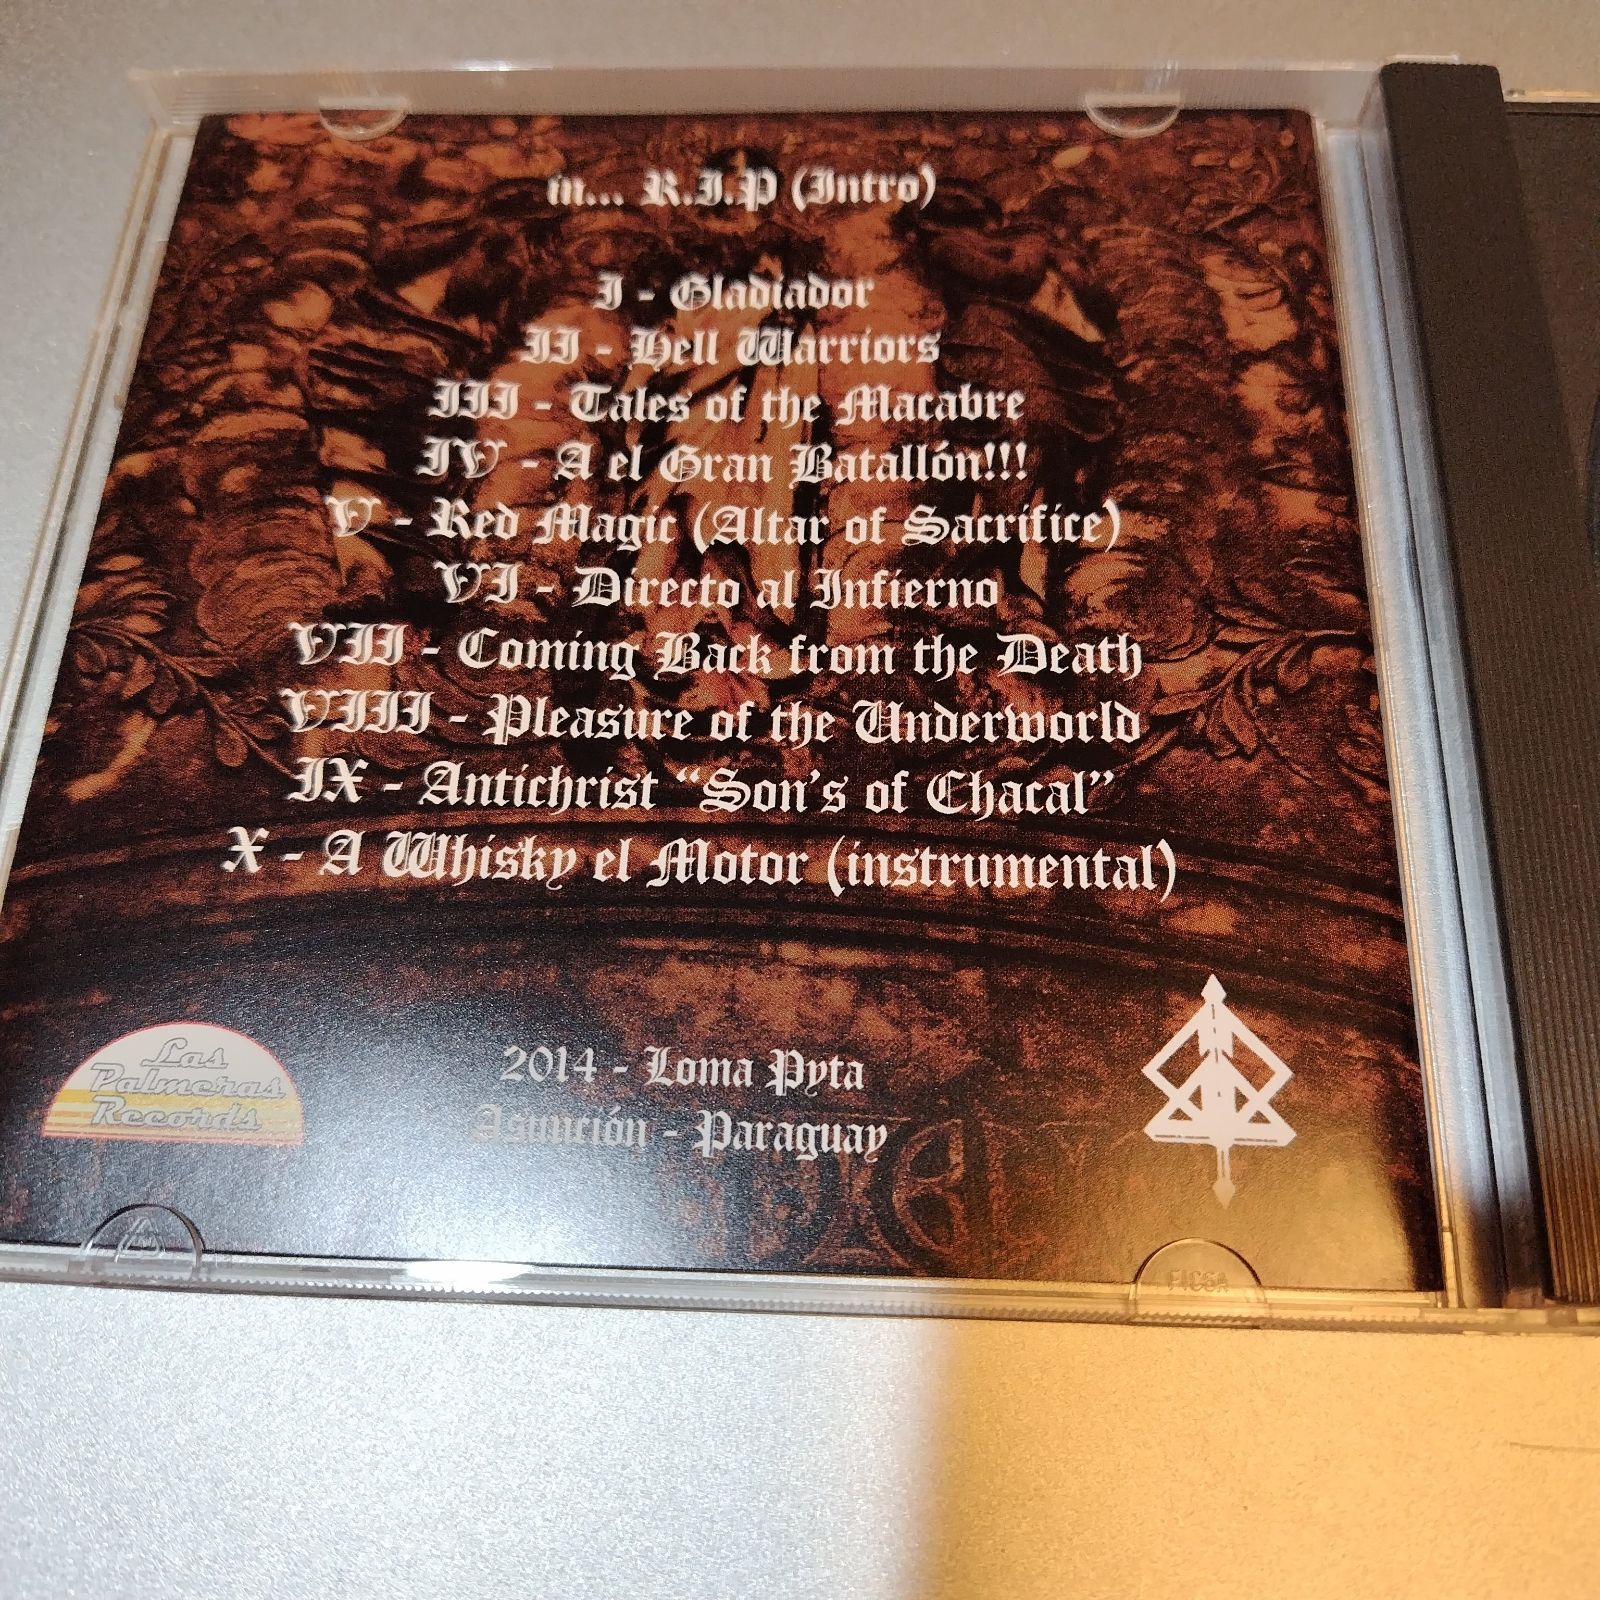 in... R.I.P (Intro)
I - Gladiador
II - Hell Warriors
III - Tales of the Macabre
IV - A el Gran Batallón!!!
V - Red Magic (Altar of Sacrifice)
VI - Directo al Infierno
VII - Coming Back from the Death
VIII - Pleasure of the Underworld
IX - Antichrist “Son's of Chacal”
X - A Whisky el Motor (instrumental)
Las
Palmeras
Records
2014 - Loma Pyta
Asunción - Paraguay